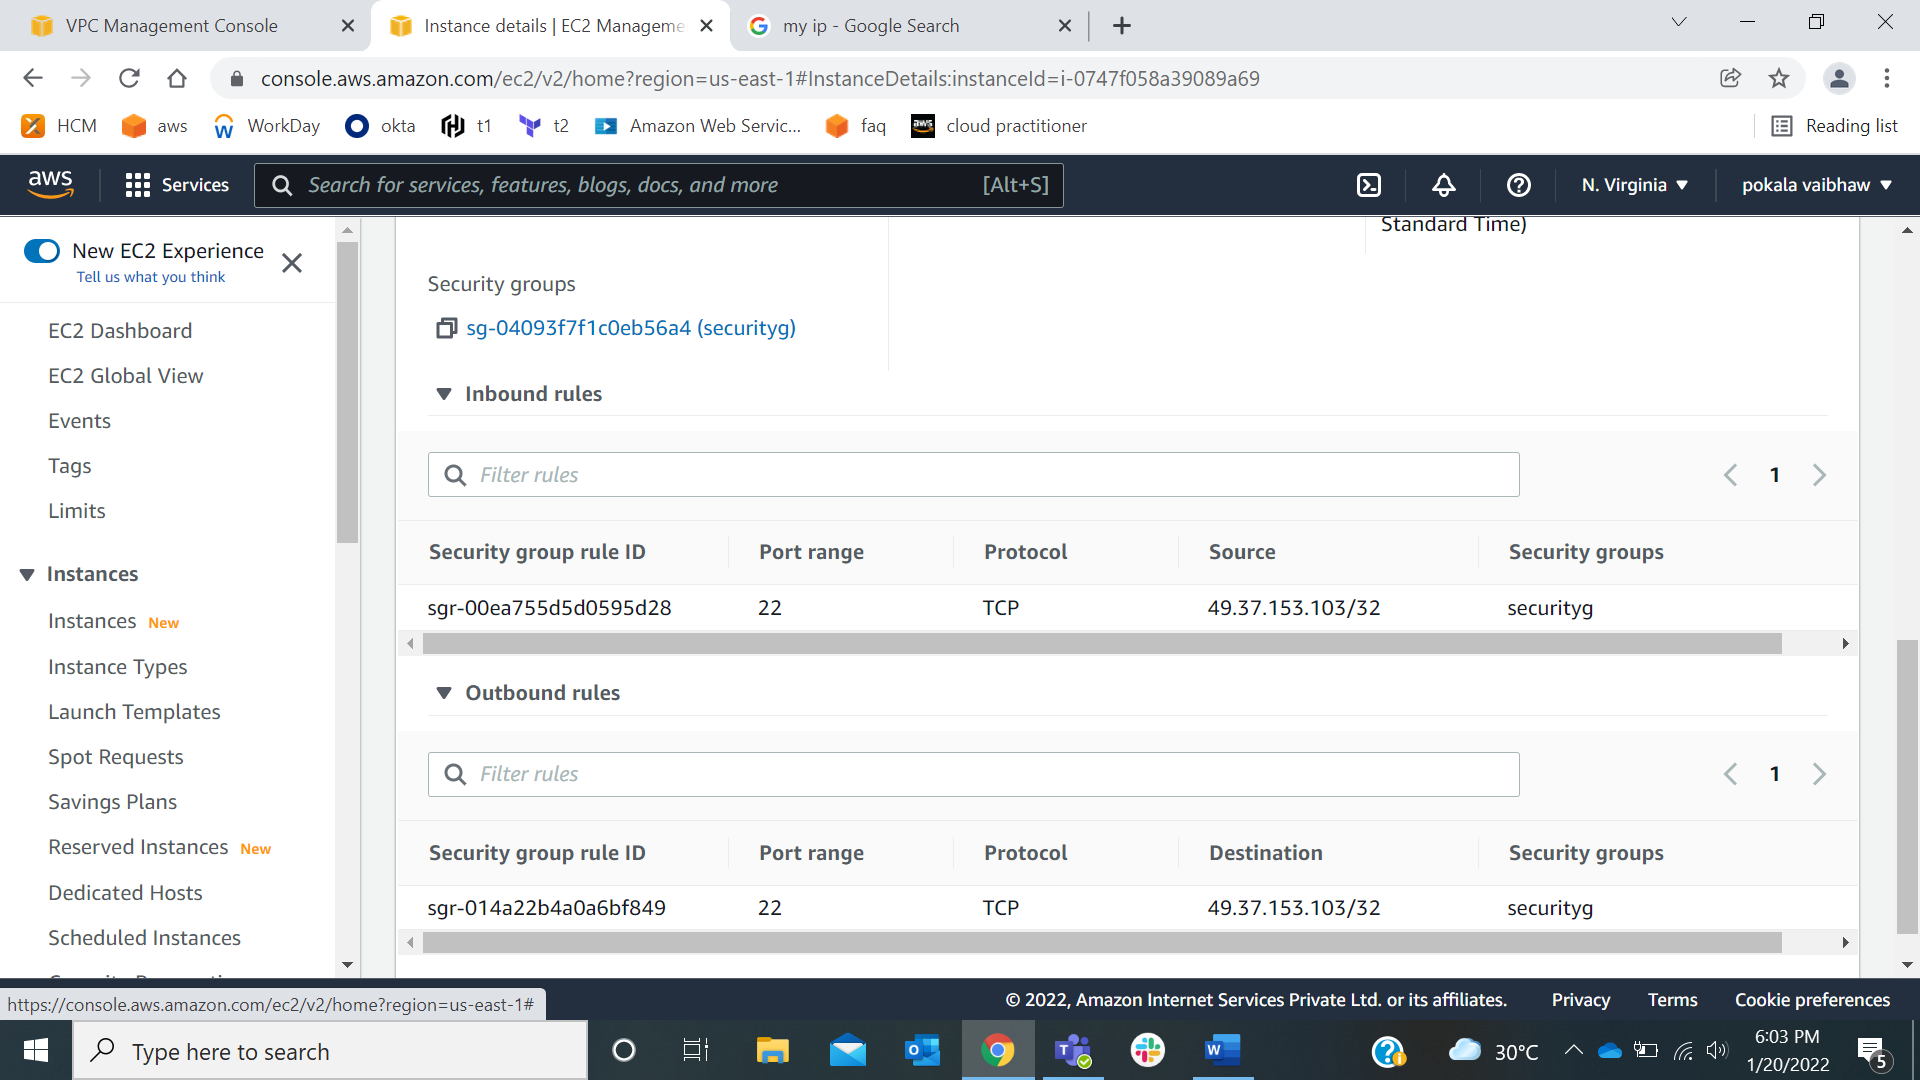 VPC Management Console
Instance details | EC2 Manageme
my ip - Google Search
console.aws.amazon.com/ec2/v2/home?region=us-east-1#InstanceDetails:instanceId=i-0747f058a39089a69
HCM aws WorkDay okta t1 t2 Amazon Web Servic... faq cloud practitioner Reading list
aws Services Search for services, features, blogs, docs, and more [Alt+S] N. Virginia pokala vaibhaw
New EC2 Experience
Tell us what you think
EC2 Dashboard
EC2 Global View
Events
Tags
Limits
Instances
Instances New
Instance Types
Launch Templates
Spot Requests
Savings Plans
Reserved Instances New
Dedicated Hosts
Scheduled Instances
Standard Time)
Security groups
sg-04093f7f1c0eb56a4 (securityg)
Inbound rules
Filter rules
1
Security group rule ID Port range Protocol Source Security groups
sgr-00ea755d5d0595d28 22 TCP 49.37.153.103/32 securityg
Outbound rules
Filter rules
1
Security group rule ID Port range Protocol Destination Security groups
sgr-014a22b4a0a6bf849 22 TCP 49.37.153.103/32 securityg
https://console.aws.amazon.com/ec2/v2/home?region=us-east-1#
© 2022, Amazon Internet Services Private Ltd. or its affiliates. Privacy Terms Cookie preferences
Type here to search
30°C
6:03 PM
1/20/2022
5